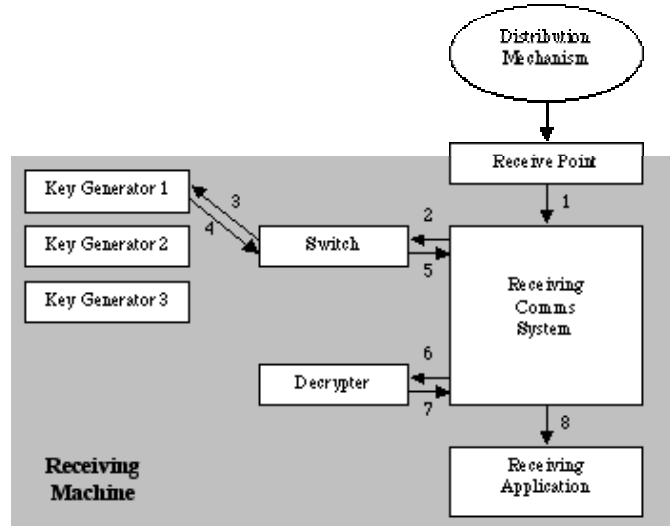 Distribution
Mechanism
Receive Point
Key Generator 1
3
1
4
2
Key Generator 2
Switch
5
Key Generator 3
Receiving
Comms
System
6
Decrypter
7
8
Receiving
Machine
Receiving
Application